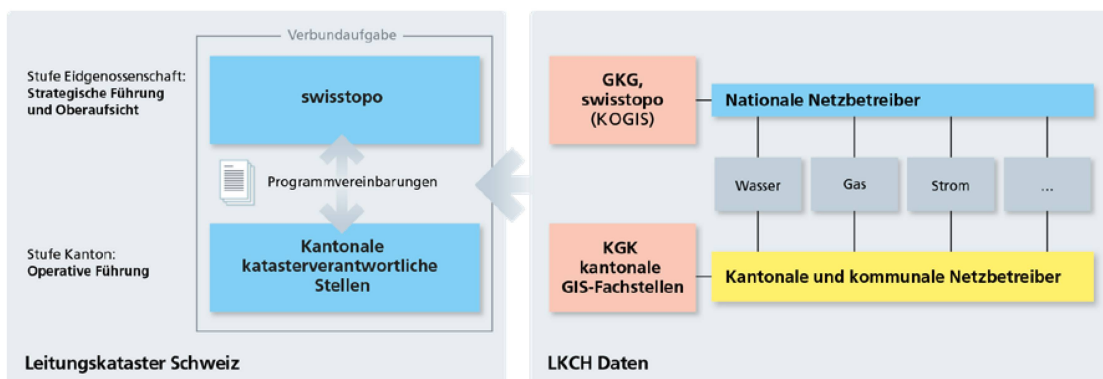 Verbundaufgabe
Stufe Eidgenossenschaft:
Strategische Führung
und Oberaufsicht
swisstopo
Programmvereinbarungen
Stufe Kanton:
Operative Führung
Kantonale
katasterverantwortliche
Stellen
Leitungskataster Schweiz
GKG,
swisstopo
(KOGIS)
Nationale Netzbetreiber
Wasser
Gas
Strom
...
KGK
kantonale
GIS-Fachstellen
Kantonale und kommunale Netzbetreiber
LKCH Daten